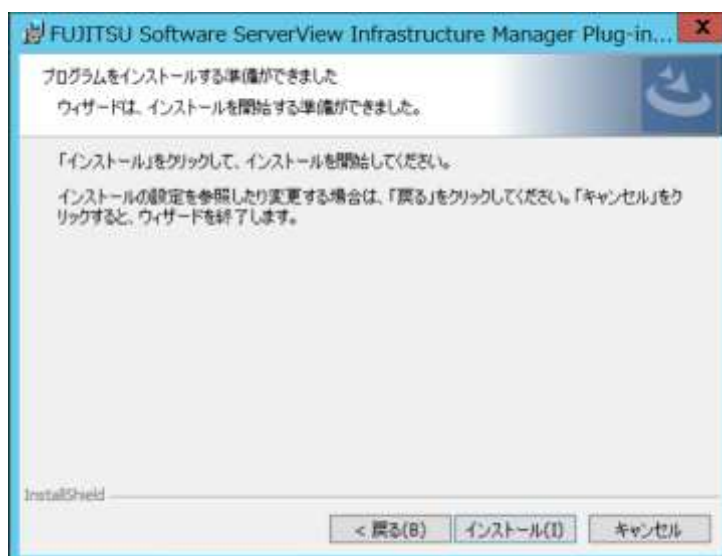 FUJITSU Software ServerView Infrastructure Manager Plug-in...
プログラムをインストールする準備ができました
ウィザードは、インストールを開始する準備ができました。
「インストール」をクリックして、インストールを開始してください。
インストールの設定を参照したり変更する場合は、「戻る」をクリックしてください。「キャンセル」をク
リックすると、ウィザードを終了します。
InstallShield
< 戻る(B) インストール(I) キャンセル